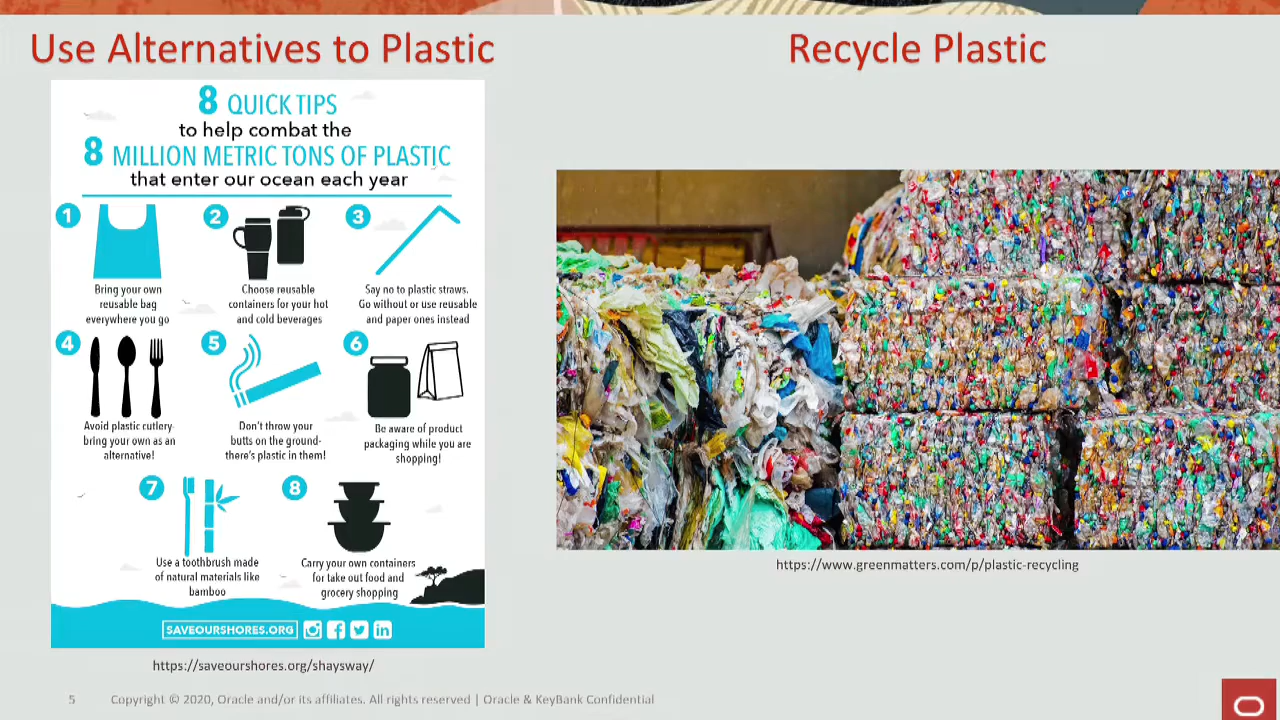 Use Alternatives to Plastic
Recycle Plastic
8 QUICK TIPS
to help combat the
8 MILLION METRIC TONS OF PLASTIC
that enter our ocean each year
1
Bring your own
reusable bag
everywhere you go
2
Choose reusable
containers for your hot
and cold beverages
3
Say no to plastic straws.
Go without or use reusable
and paper ones instead
4
Avoid plastic cutlery-
bring your own as an
alternative!
5
Don't throw your
butts on the ground-
there's plastic in them!
6
Be aware of product
packaging while you are
shopping!
7
Use a toothbrush made
of natural materials like
bamboo
8
Carry your own containers
for take out food and
grocery shopping
SAVEOURSHORES.ORG
https://saveourshores.org/shaysway/
https://www.greenmatters.com/p/plastic-recycling
5 Copyright © 2020, Oracle and/or its affiliates. All rights reserved | Oracle & KeyBank Confidential